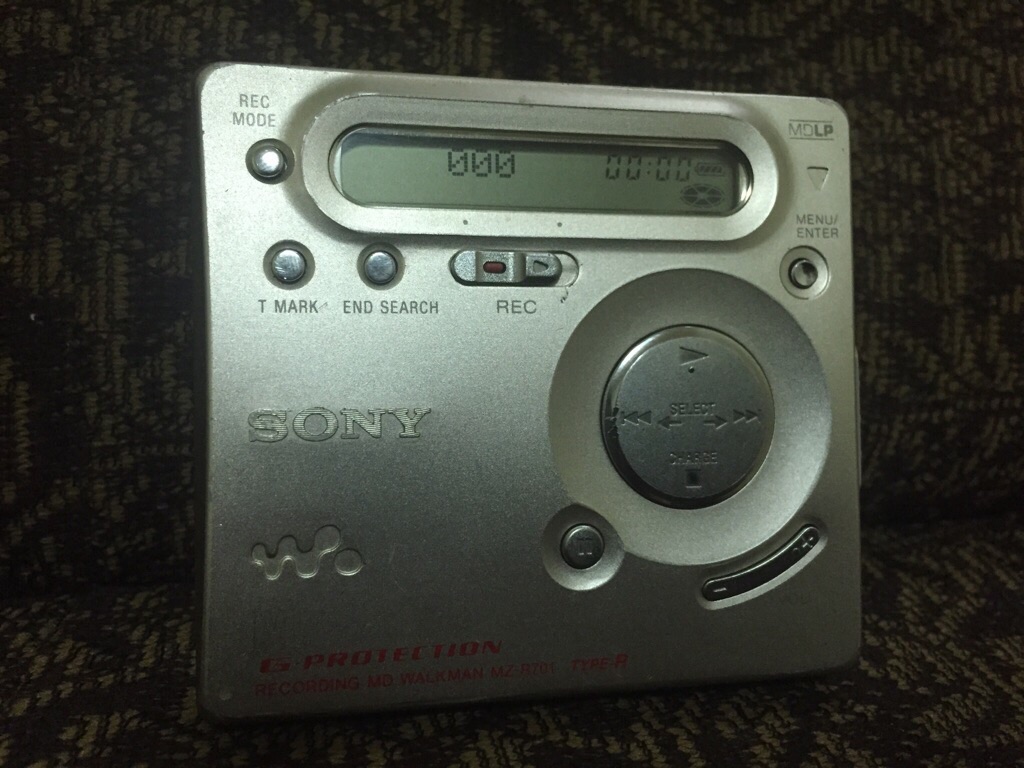 REC
MODE
000 00:00
MDLP
MENU/
ENTER
T MARK
END SEARCH
REC
SELECT
CHARGE
SONY
G-PROTECTION
RECORDING MD WALKMAN MZ-R701 TYPE-R